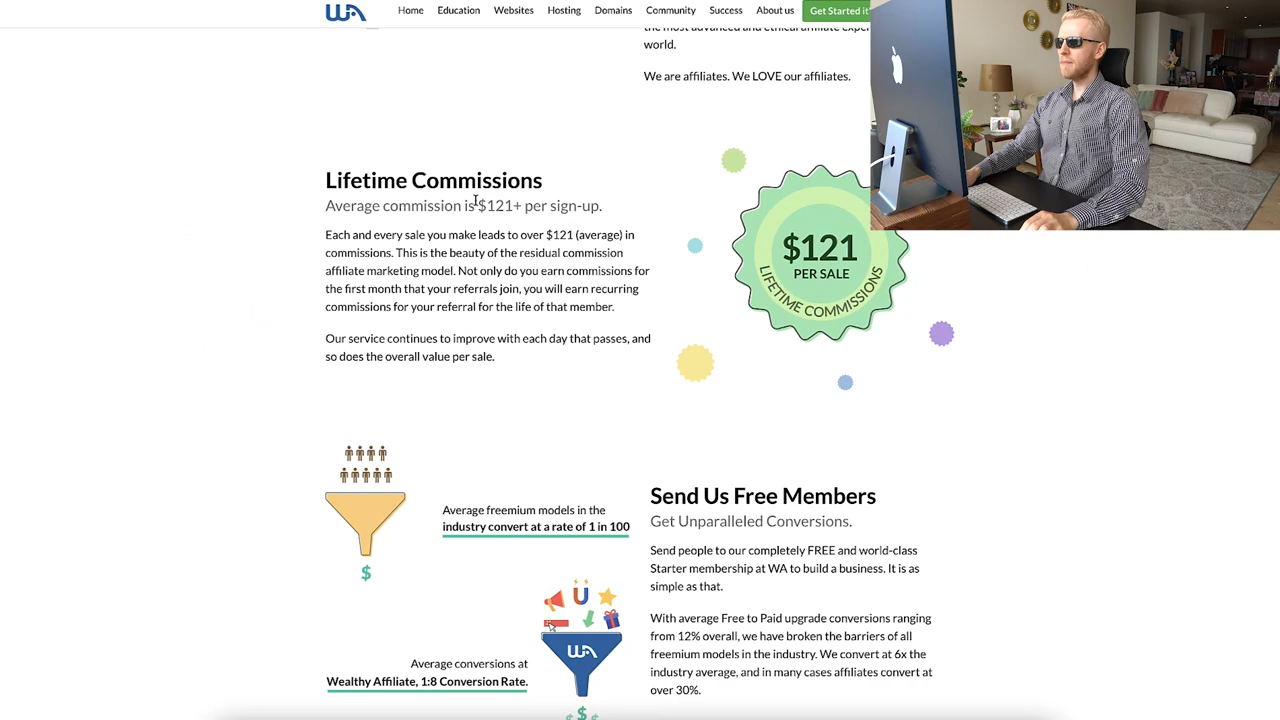 WA Home Education Websites Hosting Domains Community Success About us Get Started it
the most advanced and ethical affiliate
world.
We are affiliates. We LOVE our affiliates.
Lifetime Commissions
Average commission is $121+ per sign-up.
Each and every sale you make leads to over $121 (average) in
commissions. This is the beauty of the residual commission
affiliate marketing model. Not only do you earn commissions for
the first month that your referrals join, you will earn recurring
commissions for your referral for the life of that member.
Our service continues to improve with each day that passes, and
so does the overall value per sale.
$121
PER SALE
LIFETIME COMMISSIONS
Average freemium models in the
industry convert at a rate of 1 in 100
$
Send Us Free Members
Get Unparalleled Conversions.
Send people to our completely FREE and world-class
Starter membership at WA to build a business. It is as
simple as that.
With average Free to Paid upgrade conversions ranging
from 12% overall, we have broken the barriers of all
freemium models in the industry. We convert at 6x the
industry average, and in many cases affiliates convert at
over 30%.
WA
Average conversions at
Wealthy Affiliate, 1:8 Conversion Rate.
$ $ $